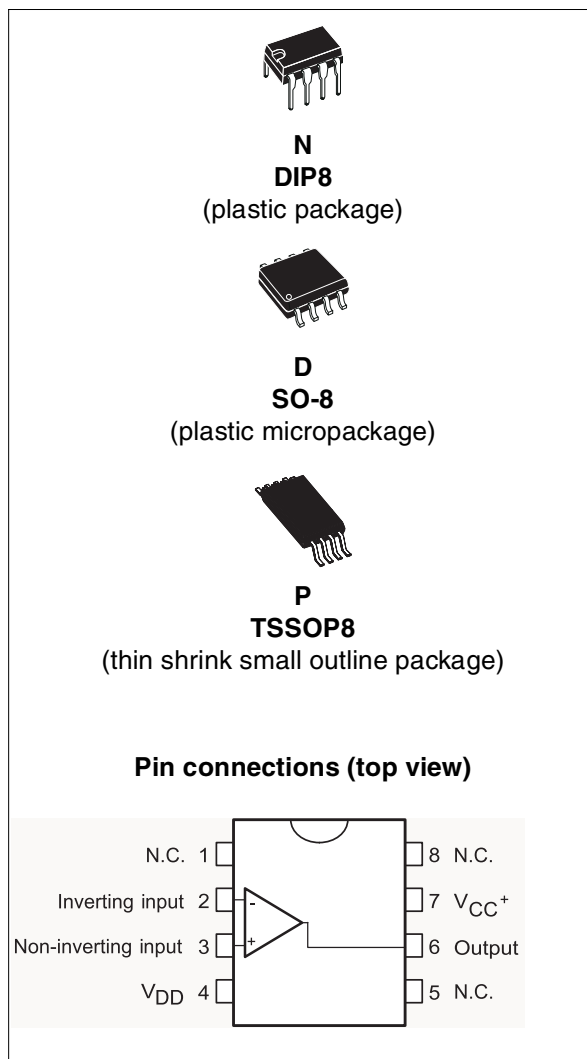 N
DIP8
(plastic package)
D
SO-8
(plastic micropackage)
P
TSSOP8
(thin shrink small outline package)
Pin connections (top view)
N.C. 1 8 N.C.
Inverting input 2 - 7 VCC+
Non-inverting input 3 + 6 Output
VDD 4 5 N.C.